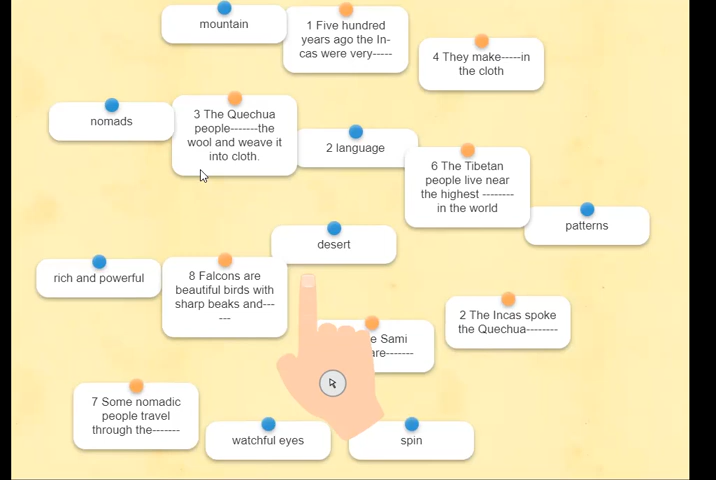 mountain
1 Five hundred
years ago the In-
cas were very-----
4 They make-----in
the cloth
nomads
3 The Quechua
people-------the
wool and weave it
into cloth.
2 language
6 The Tibetan
people live near
the highest --------
in the world
patterns
desert
rich and powerful
8 Falcons are
beautiful birds with
sharp beaks and---
---
2 The Incas spoke
the Quechua--------
Sami
are-------
7 Some nomadic
people travel
through the-------
watchful eyes
spin